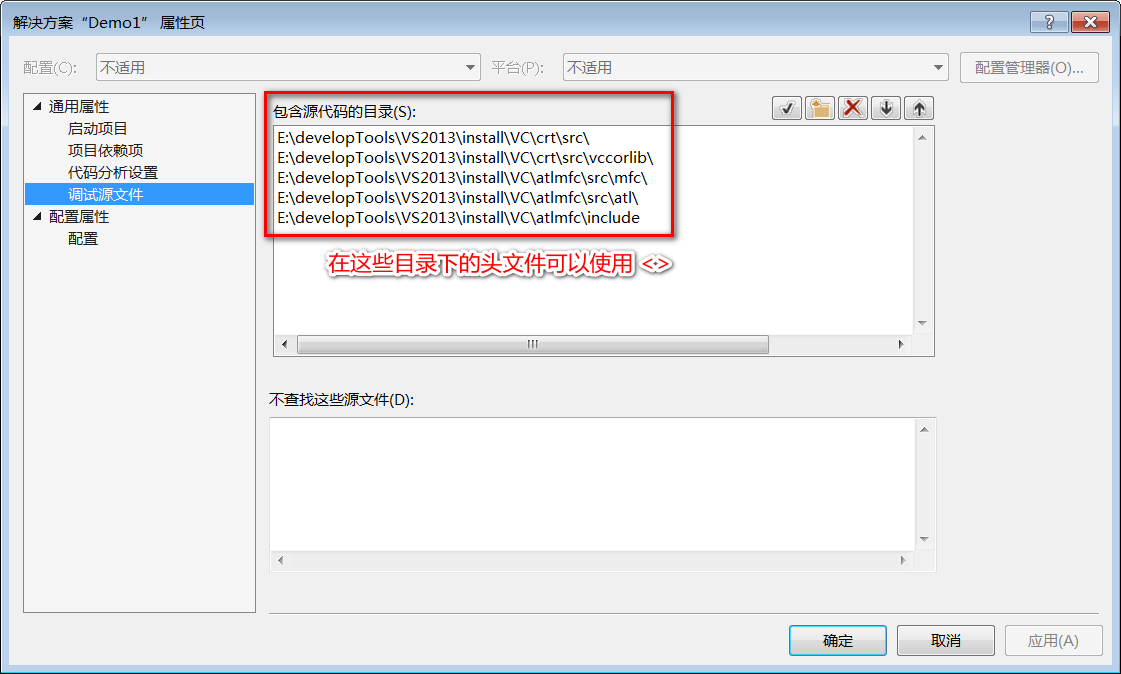 解决方案“Demo1” 属性页
?
配置(C): 不适用 平台(P): 不适用 配置管理器(O)...
通用属性
启动项目
项目依赖项
代码分析设置
调试源文件
配置属性
配置
包含源代码的目录(S):
E:\developTools\VS2013\install\VC\crt\src\
E:\developTools\VS2013\install\VC\crt\src\vccorlib\
E:\developTools\VS2013\install\VC\atlmfc\src\mfc\
E:\developTools\VS2013\install\VC\atlmfc\src\atl\
E:\developTools\VS2013\install\VC\atlmfc\include
在这些目录下的头文件可以使用 <>
不查找这些源文件(D):
确定 取消 应用(A)